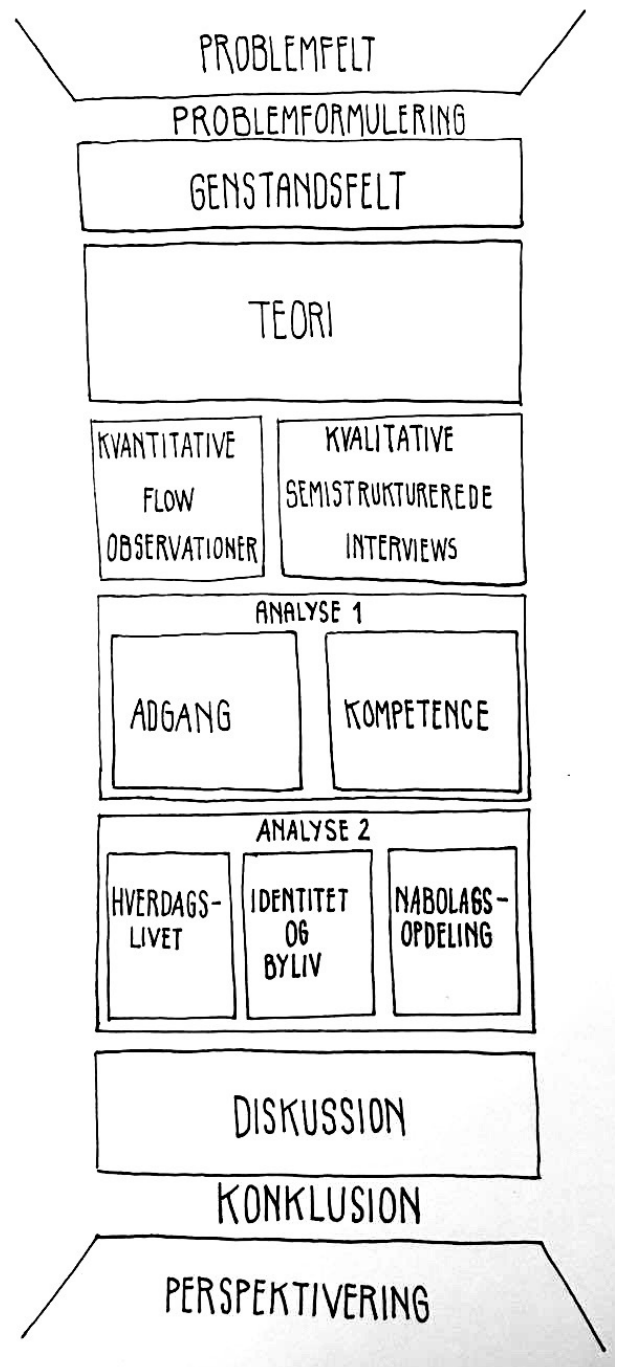 PROBLEMFELT
PROBLEMFORMULERING
GENSTANDSFELT
TEORI
KVANTITATIVE
FLOW
OBSERVATIONER
KVALITATIVE
SEMISTRUKTUREREDE
INTERVIEWS
ANALYSE 1
ADGANG
KOMPETENCE
ANALYSE 2
HVERDAGS-
LIVET
IDENTITET
OG
BYLIV
NABOLAGS-
OPDELING
DISKUSSION
KONKLUSION
PERSPEKTIVERING